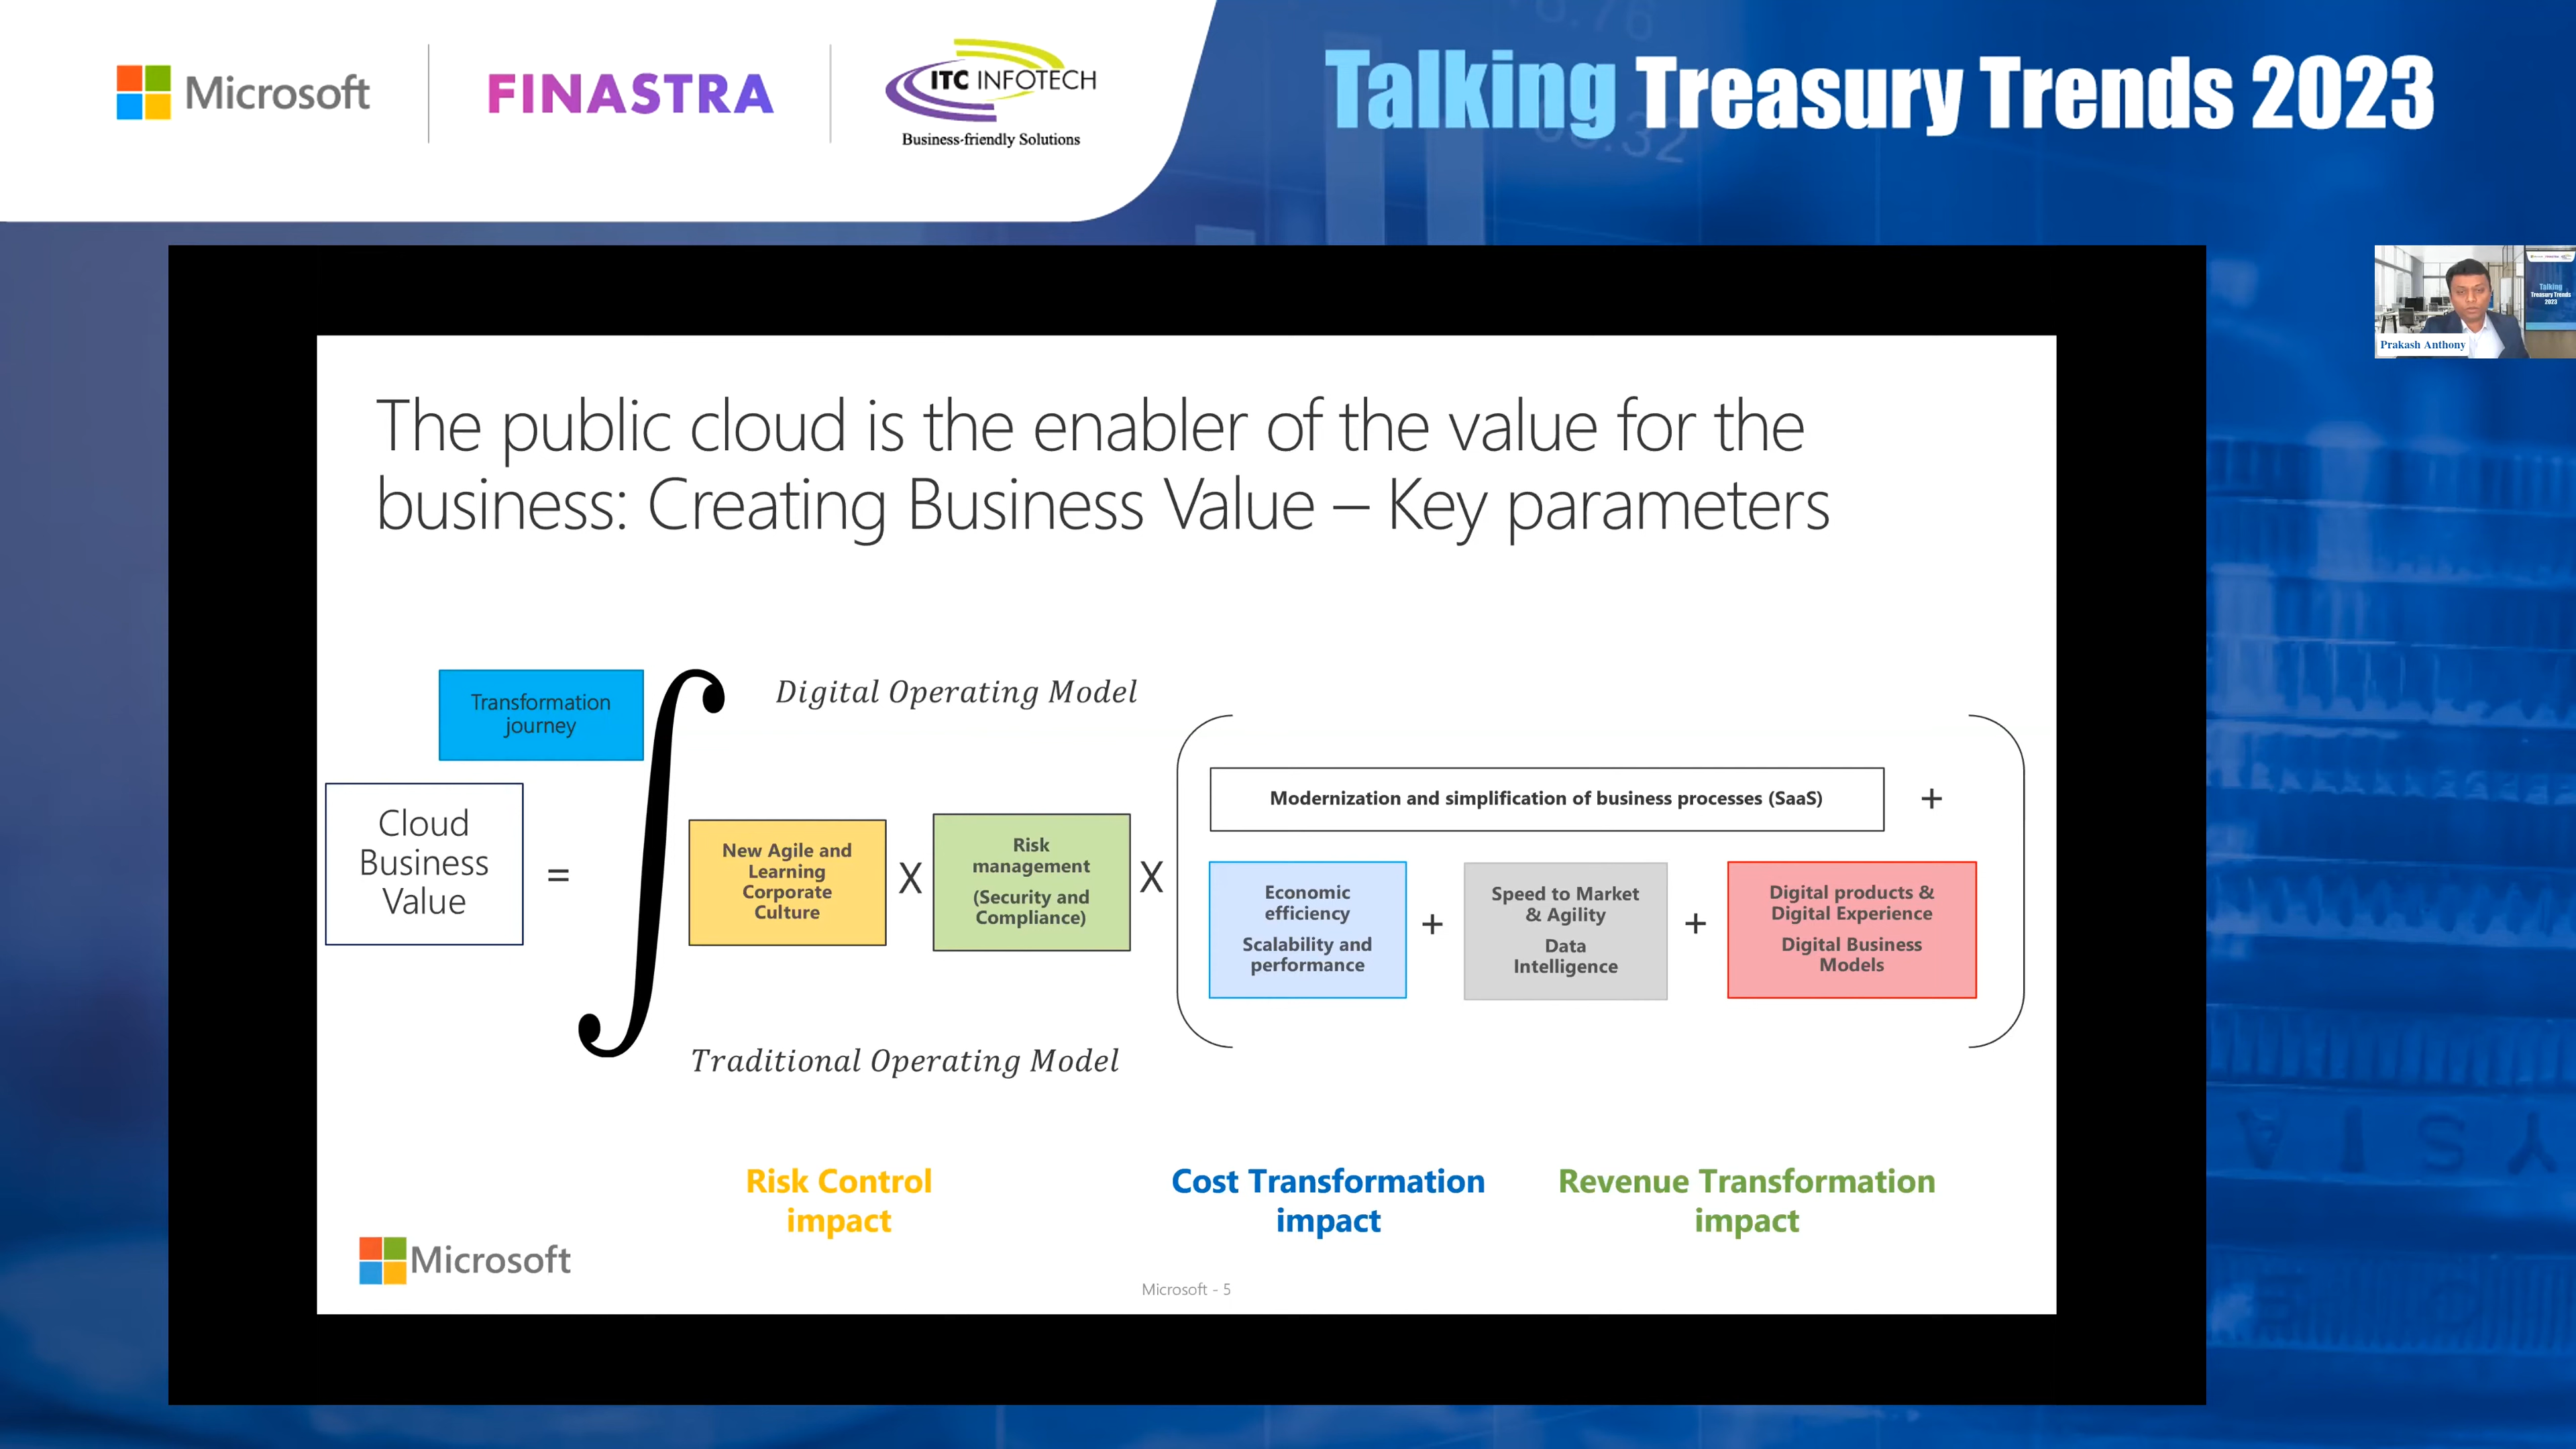 Microsoft
FINASTRA
ITC INFOTECH
Business-friendly Solutions
Talking Treasury Trends 2023
Talking
Treasury Trends
2023
Prakash Anthony
The public cloud is the enabler of the value for the
business: Creating Business Value – Key parameters
Transformation
journey
Digital Operating Model
Cloud
Business
Value
=
∫
New Agile and
Learning
Corporate
Culture
X
Risk
management
(Security and
Compliance)
X
Modernization and simplification of business processes (SaaS)
+
Economic
efficiency
Scalability and
performance
+
Speed to Market
& Agility
Data
Intelligence
+
Digital products &
Digital Experience
Digital Business
Models
Traditional Operating Model
Risk Control
impact
Cost Transformation
impact
Revenue Transformation
impact
Microsoft
Microsoft - 5